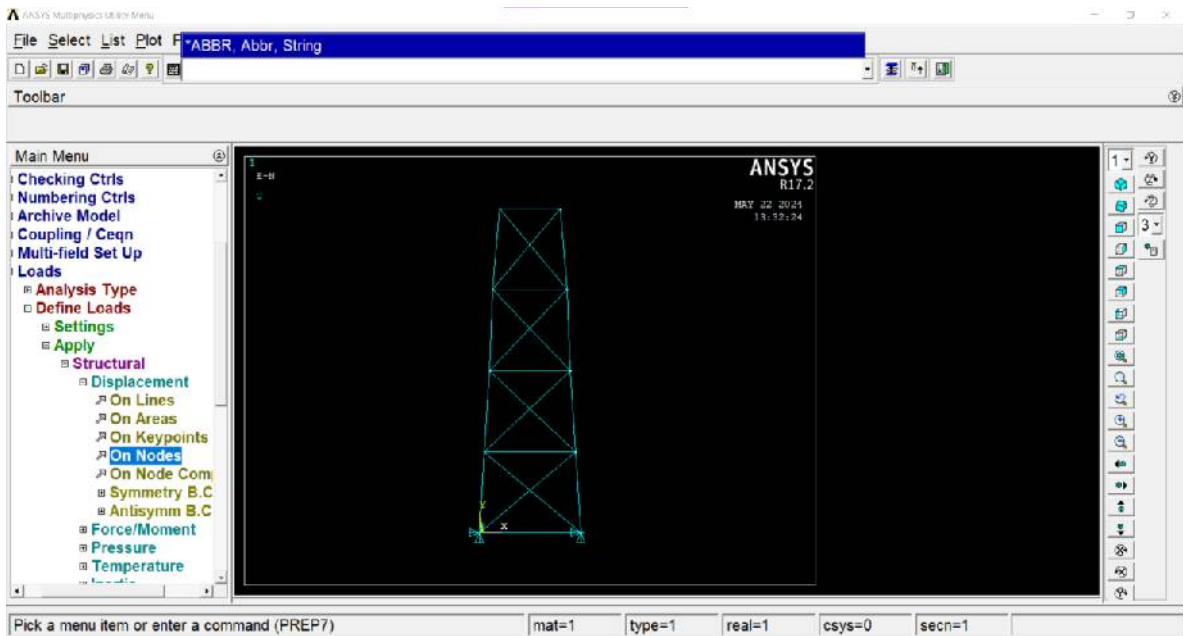 ANSYS Multiphysics Utility Menu
File Select List Plot P
*ABBR, Abbr, String
Toolbar
Main Menu
Checking Ctrls
Numbering Ctrls
Archive Model
Coupling / Ceqn
Multi-field Set Up
Loads
Analysis Type
Define Loads
Settings
Apply
Structural
Displacement
On Lines
On Areas
On Keypoints
On Nodes
On Node Com
Symmetry B.C
Antisymm B.C
Force/Moment
Pressure
Temperature
1
E-N
U
ANSYS
R17.2
MAY 22 2024
13:32:24
Y
X
1
3
Pick a menu item or enter a command (PREP7)
mat=1
type=1
real=1
csys=0
secn=1